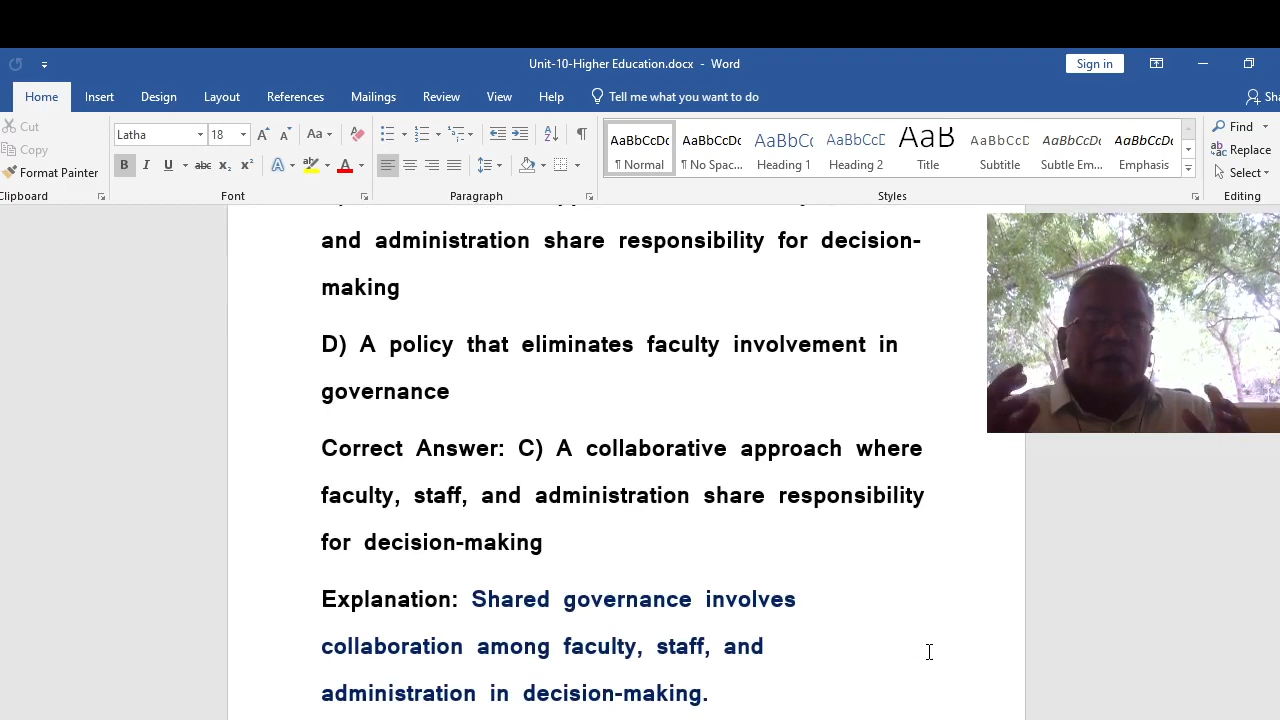 Unit-10-Higher Education.docx - Word
Sign in
Home Insert Design Layout References Mailings Review View Help Tell me what you want to do
Cut
Copy
Format Painter
Clipboard
Latha 18
Font
Paragraph
AaBbCcDc AaBbCcDc AaBbC AaBbCcC AaB AaBbCcD AaBbCcDc AaBbCcDc
¶ Normal ¶ No Spac... Heading 1 Heading 2 Title Subtitle Subtle Em... Emphasis
Styles
Find
Replace
Select
Editing
and administration share responsibility for decision-
making
D) A policy that eliminates faculty involvement in
governance
Correct Answer: C) A collaborative approach where
faculty, staff, and administration share responsibility
for decision-making
Explanation: Shared governance involves
collaboration among faculty, staff, and
administration in decision-making.